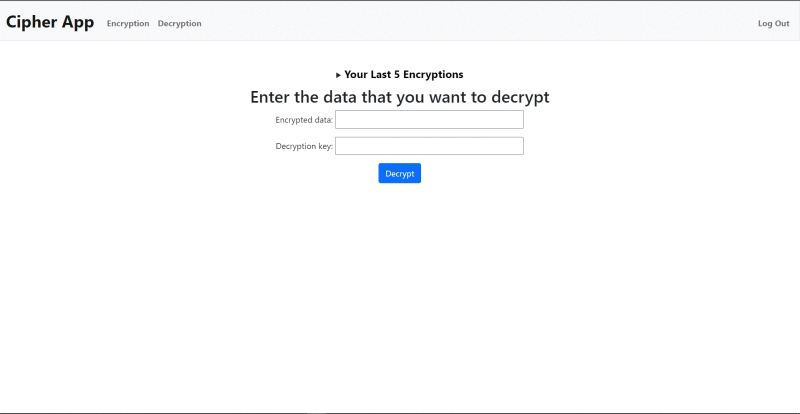 Cipher App Encryption Decryption Log Out
Your Last 5 Encryptions
Enter the data that you want to decrypt
Encrypted data:
Decryption key:
Decrypt